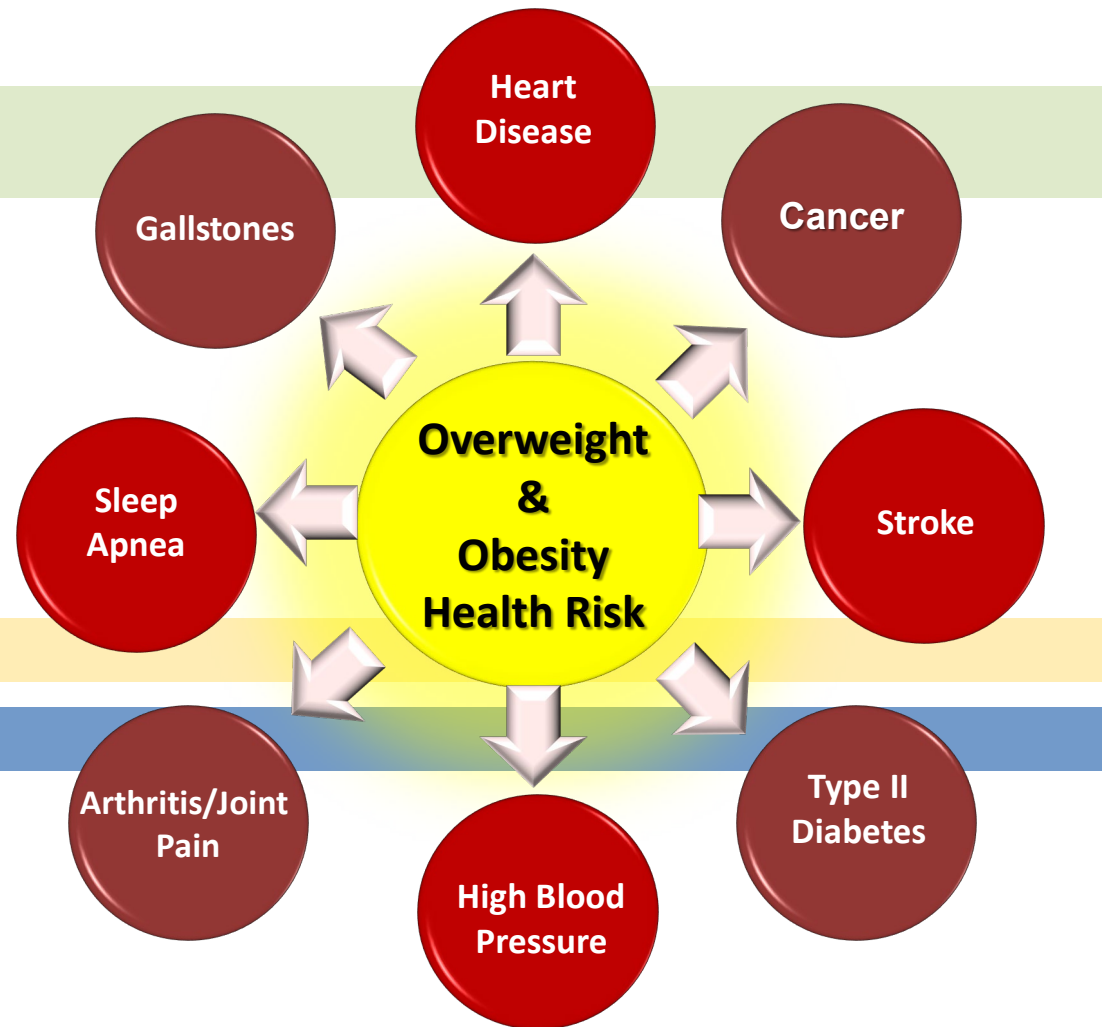 Heart
Disease
Gallstones
Cancer
Overweight
&
Obesity
Health Risk
Sleep
Apnea
Stroke
Arthritis/Joint
Pain
Type II
Diabetes
High Blood
Pressure